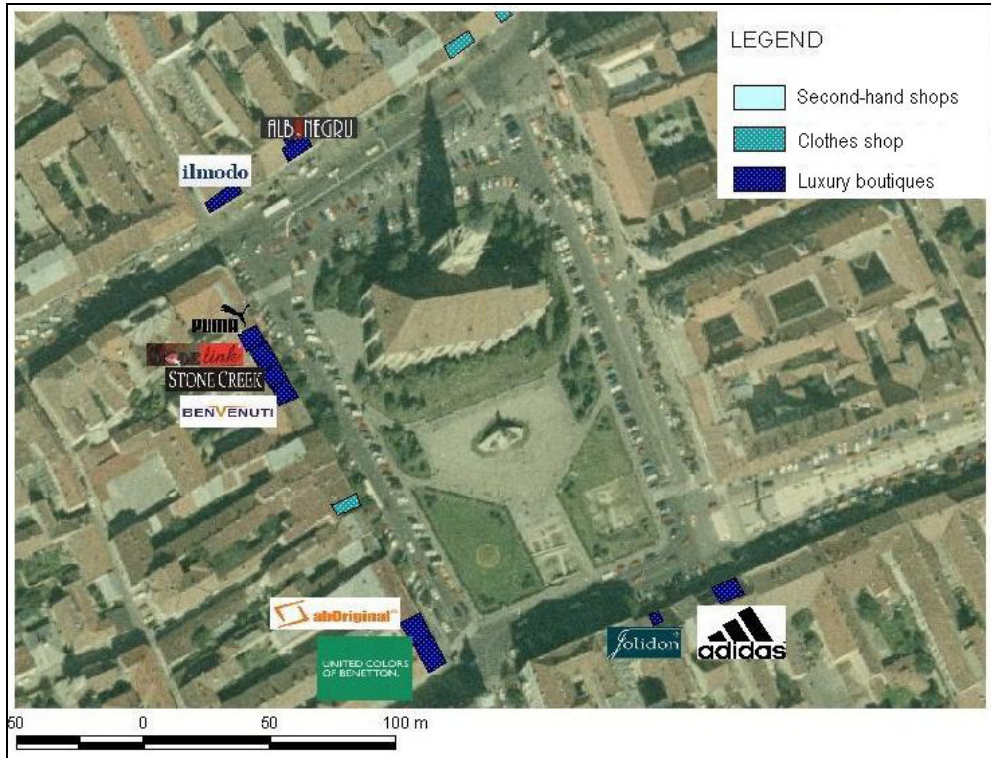 LEGEND
Second-hand shops
Clothes shop
Luxury boutiques
ALB.NEGRU
ilmodo
PUMA
link
STONE CREEK
BENVENUTI
abOriginal®
UNITED COLORS
OF BENETTON.
Jolidon®
adidas
50 0 50 100 m